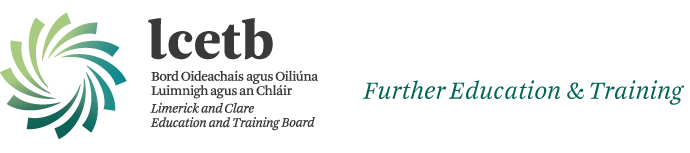 lcetb
Bord Oideachais agus Oiliúna
Luimnigh agus an Chláir
Limerick and Clare
Education and Training Board
Further Education & Training